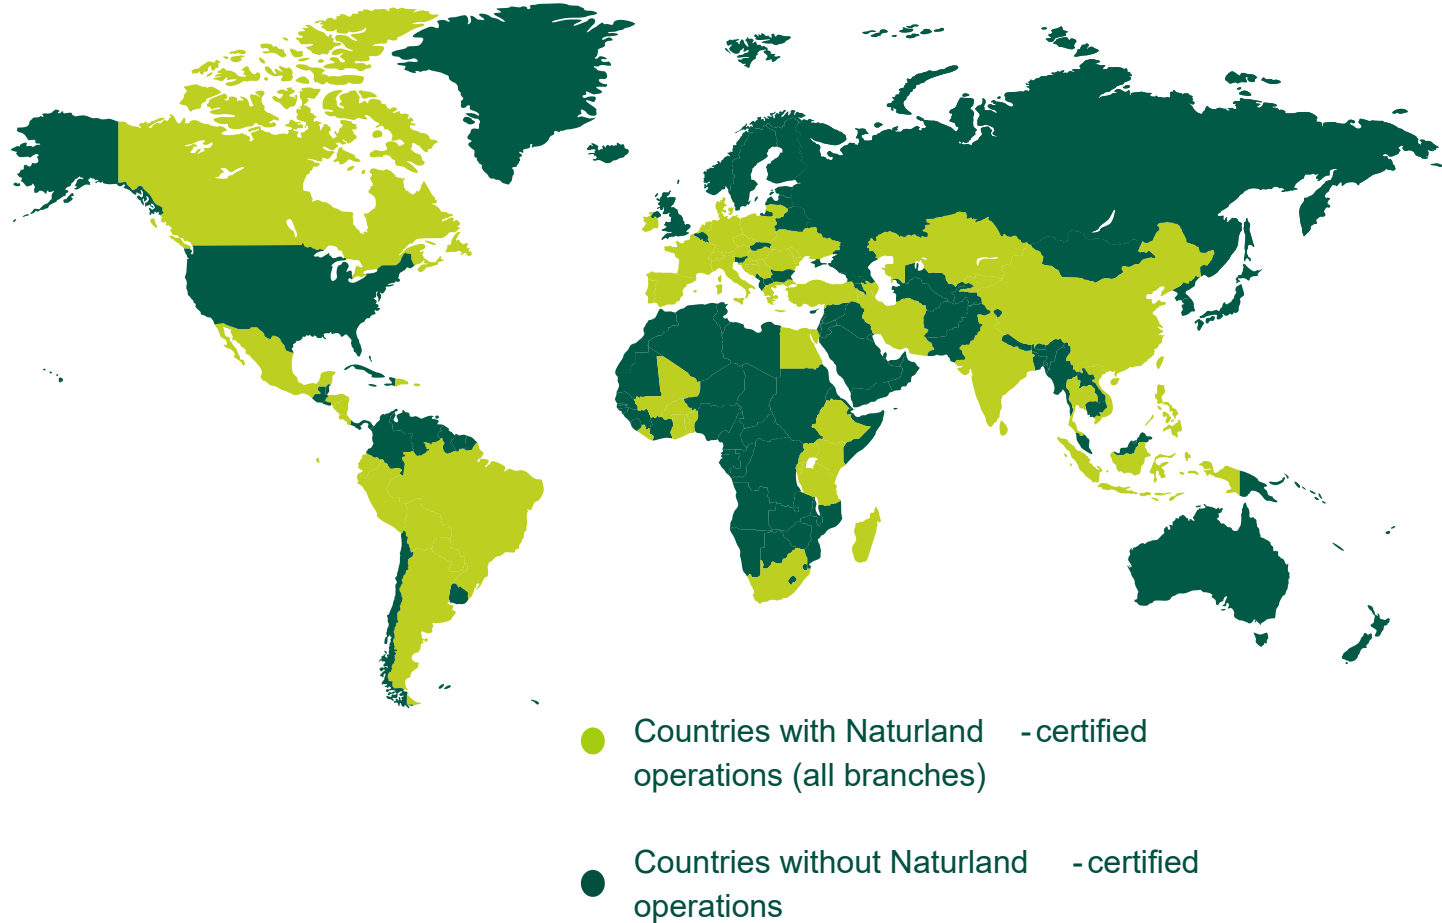 Countries with Naturland -certified
operations (all branches)
Countries without Naturland -certified
operations